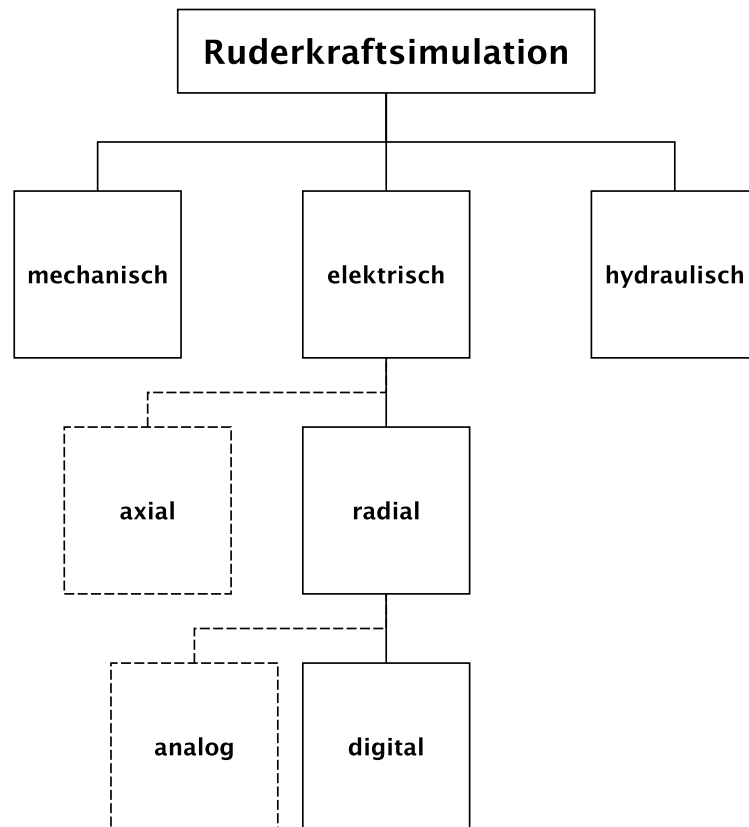 Ruderkraftsimulation
mechanisch
elektrisch
hydraulisch
axial
radial
analog
digital